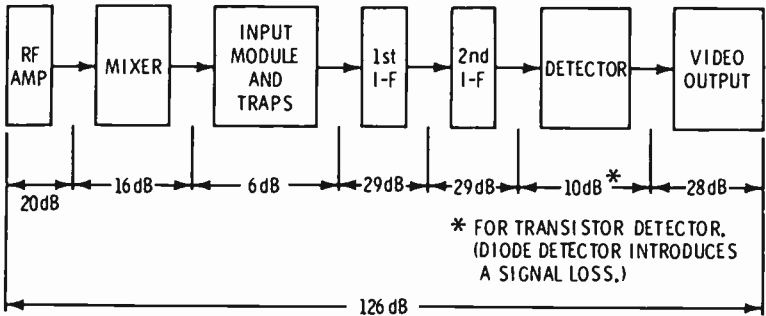 RF
AMP
MIXER
INPUT
MODULE
AND
TRAPS
1st
I-F
2nd
I-F
DETECTOR
VIDEO
OUTPUT
20dB
16dB
6dB
29dB
29dB
10dB *
28dB
* FOR TRANSISTOR DETECTOR.
(DIODE DETECTOR INTRODUCES
A SIGNAL LOSS.)
126 dB